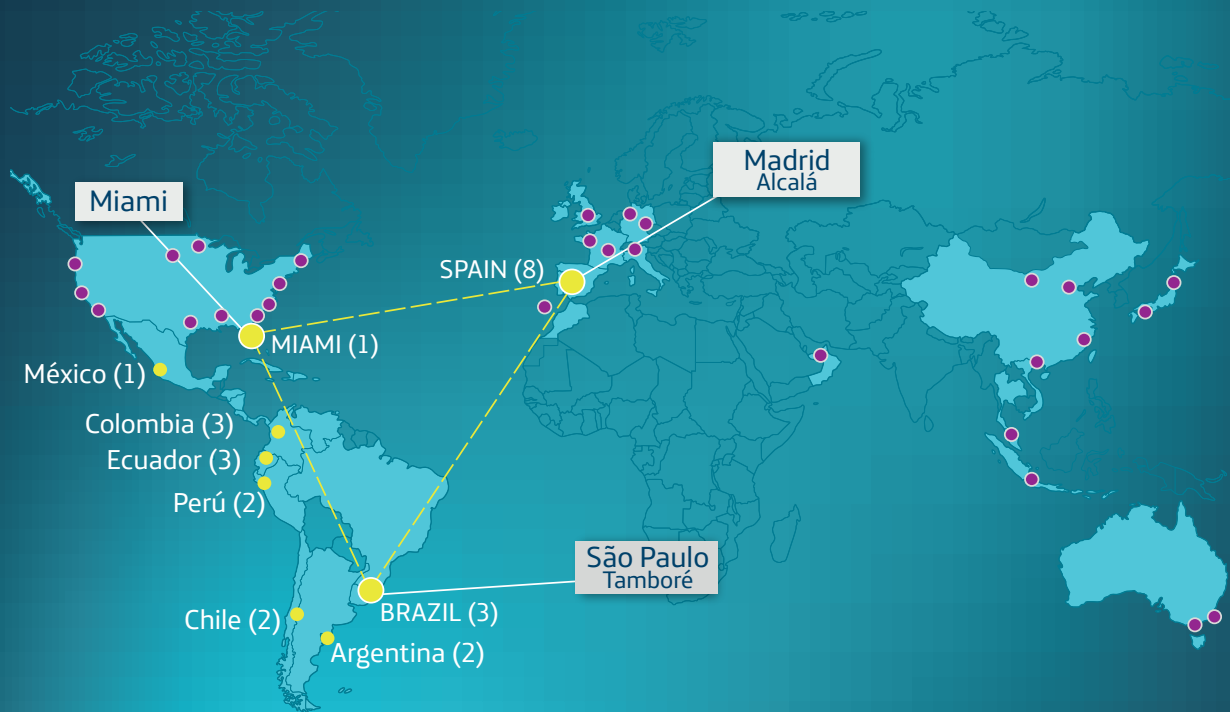 Madrid
Alcalá
Miami
SPAIN (8)
MIAMI (1)
México (1)
Colombia (3)
Ecuador (3)
Perú (2)
São Paulo
Tamboré
BRAZIL (3)
Chile (2)
Argentina (2)